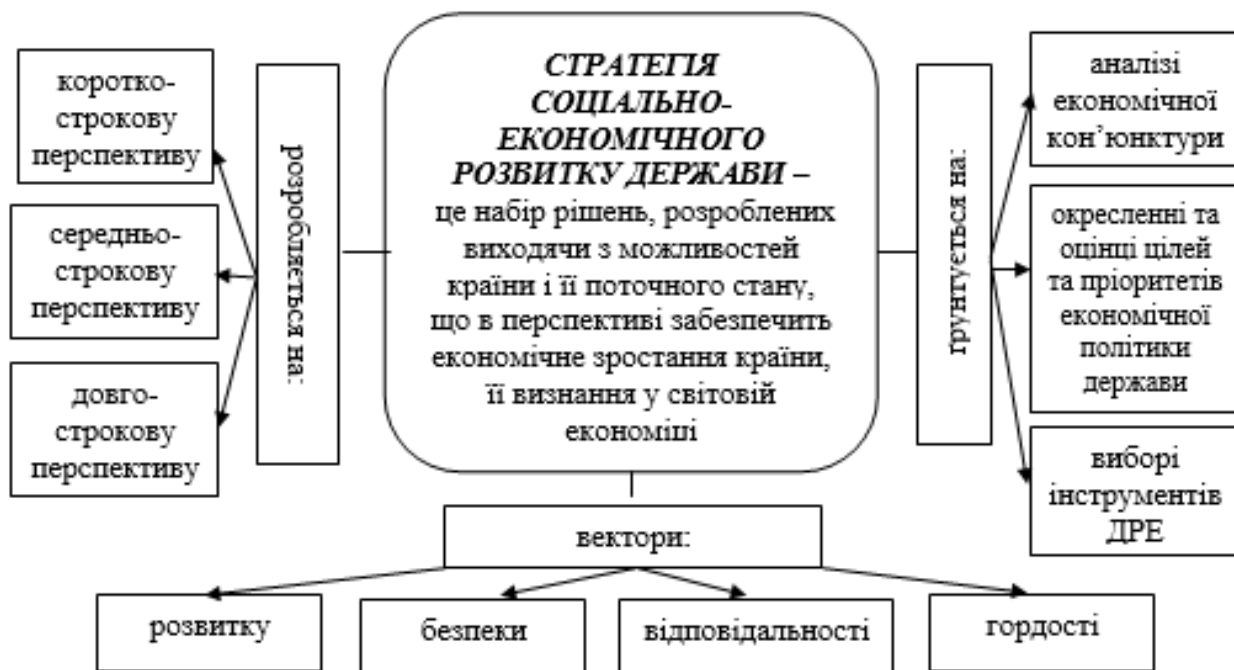 коротко-
строкову
перспективу
середньо-
строкову
перспективу
довго-
строкову
перспективу
розробляється на:
СТРАТЕГІЯ
СОЦІАЛЬНО-
ЕКОНОМІЧНОГО
РОЗВИТКУ ДЕРЖАВИ –
це набір рішень, розроблених
виходячи з можливостей
країни і її поточного стану,
що в перспективі забезпечить
економічне зростання країни,
її визнання у світовій
економіці
ґрунтується на:
аналізі
економічної
кон’юнктури
окресленні та
оцінці цілей
та пріоритетів
економічної
політики
держави
виборі
інструментів
ДРЕ
вектори:
розвитку
безпеки
відповідальності
гордості